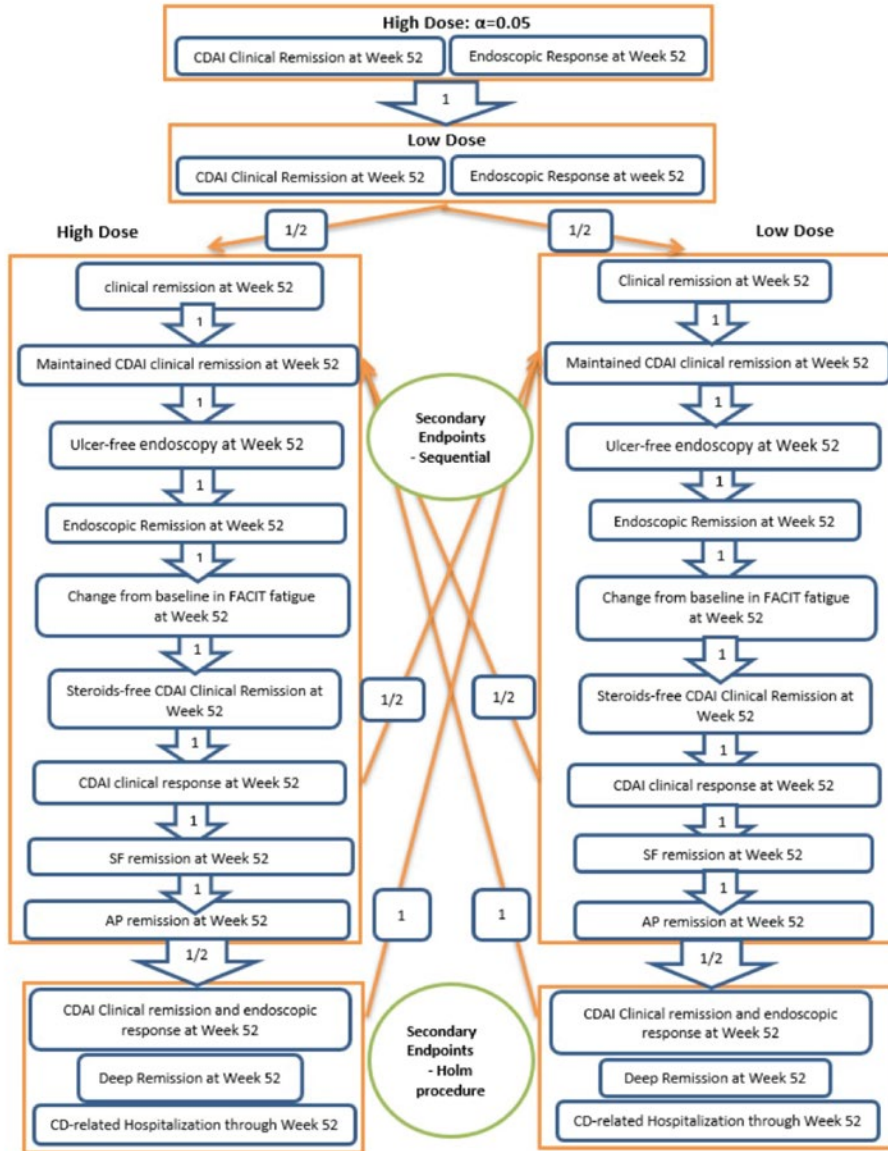 High Dose: α=0.05
CDAI Clinical Remission at Week 52
Endoscopic Response at Week 52
1
Low Dose
CDAI Clinical Remission at Week 52
Endoscopic Response at week 52
1/2
1/2
High Dose
clinical remission at Week 52
1
Maintained CDAI clinical remission at Week 52
1
Ulcer-free endoscopy at Week 52
1
Endoscopic Remission at Week 52
1
Change from baseline in FACIT fatigue
at Week 52
1
Steroids-free CDAI Clinical Remission at
Week 52
1
CDAI clinical response at Week 52
1
SF remission at Week 52
1
AP remission at Week 52
1/2
CDAI Clinical remission and endoscopic
response at Week 52
Deep Remission at Week 52
CD-related Hospitalization through Week 52
Secondary
Endpoints
- Sequential
1/2
1/2
1
1
Secondary
Endpoints
- Holm
procedure
Low Dose
Clinical remission at Week 52
1
Maintained CDAI clinical remission at Week 52
1
Ulcer-free endoscopy at Week 52
1
Endoscopic Remission at Week 52
1
Change from baseline in FACIT fatigue
at Week 52
1
Steroids-free CDAI Clinical Remission at
Week 52
1
CDAI clinical response at Week 52
1
SF remission at Week 52
1
AP remission at Week 52
1/2
CDAI Clinical remission and endoscopic
response at Week 52
Deep Remission at Week 52
CD-related Hospitalization through Week 52